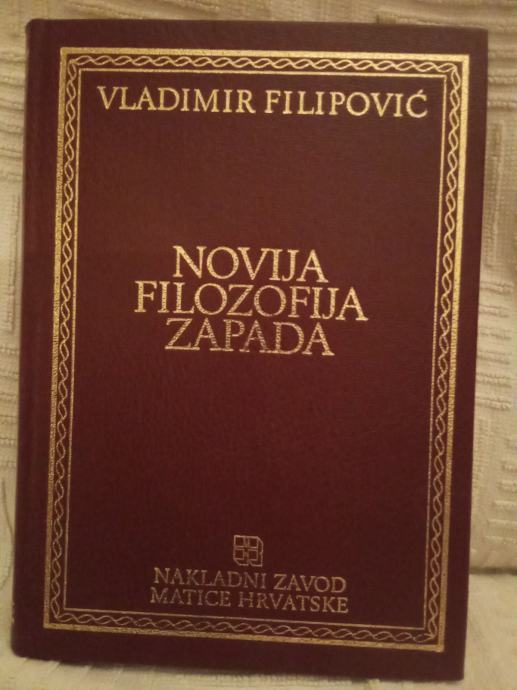 VLADIMIR FILIPOVIĆ
NOVIJA
FILOZOFIJA
ZAPADA
NAKLADNI ZAVOD
MATICE HRVATSKE